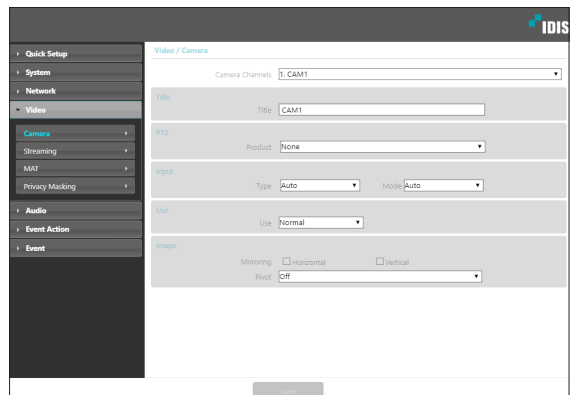 IDIS
Quick Setup
System
Network
Video
Camera
Streaming
MAT
Privacy Masking
Audio
Event Action
Event
Video / Camera
Camera Channels 1. CAM1
Title
Title CAM1
PTZ
Product None
Input
Type Auto Mode Auto
Use
Use Normal
Image
Mirroring Horizontal Vertical
Pivot Off
Save